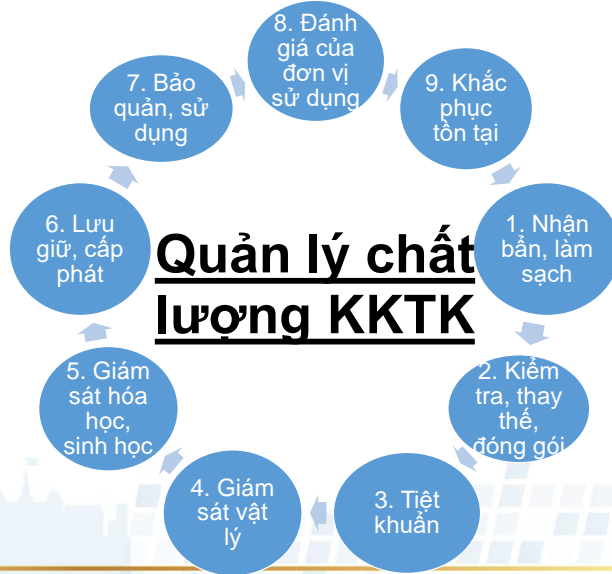 Quản lý chất
lượng KKTK
1. Nhận
bẩn, làm
sạch
2. Kiểm
tra, thay
thế,
đóng gói
3. Tiệt
khuẩn
4. Giám
sát vật
lý
5. Giám
sát hóa
học,
sinh học
6. Lưu
giữ, cấp
phát
7. Bảo
quản, sử
dụng
8. Đánh
giá của
đơn vị
sử dụng
9. Khắc
phục
tồn tại